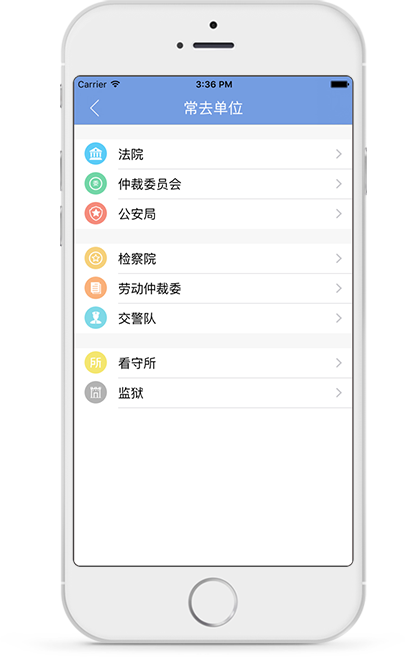 Carrier 3:36 PM
常去单位
法院
仲裁委员会
公安局
检察院
劳动仲裁委
交警队
所 看守所
监狱